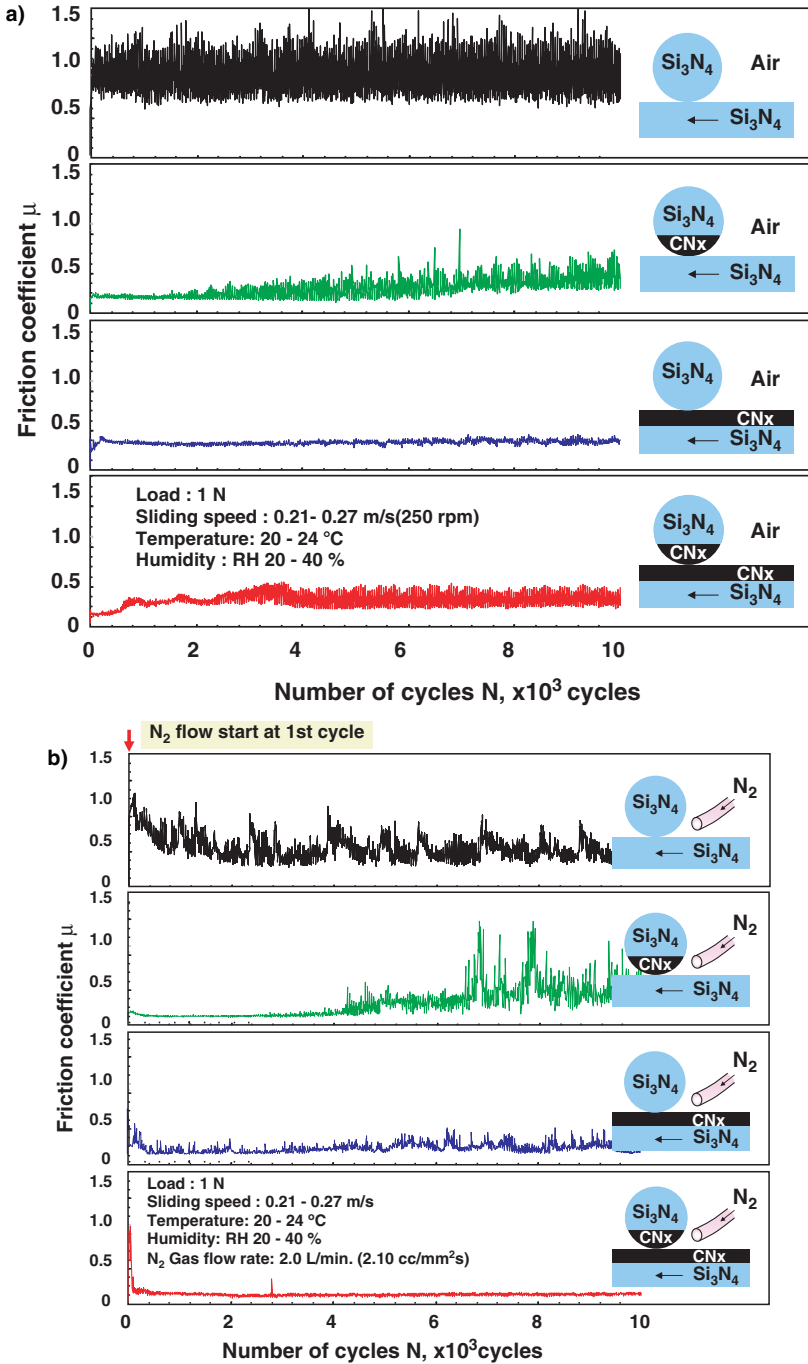 a)
Friction coefficient μ
1.5
1.0
0.5
0
Si3N4
Air
Si3N4
1.5
1.0
0.5
0
Si3N4
CNx
Air
Si3N4
1.5
1.0
0.5
0
Si3N4
Air
CNx
Si3N4
1.5
1.0
0.5
0
Load : 1 N
Sliding speed : 0.21- 0.27 m/s(250 rpm)
Temperature: 20 - 24 °C
Humidity : RH 20 - 40 %
Si3N4
CNx
Air
CNx
Si3N4
0 2 4 6 8 10
Number of cycles N, x10³ cycles
N2 flow start at 1st cycle
b)
Friction coefficient μ
1.5
1.0
0.5
0
Si3N4
N2
Si3N4
1.5
1.0
0.5
0
Si3N4
CNx
N2
Si3N4
1.5
1.0
0.5
0
Si3N4
N2
CNx
Si3N4
1.5
1.0
0.5
0
Load : 1 N
Sliding speed : 0.21 - 0.27 m/s
Temperature: 20 - 24 ºC
Humidity: RH 20 - 40 %
N2 Gas flow rate: 2.0 L/min. (2.10 cc/mm²s)
Si3N4
CNx
N2
CNx
Si3N4
0 2 4 6 8 10
Number of cycles N, x10³cycles